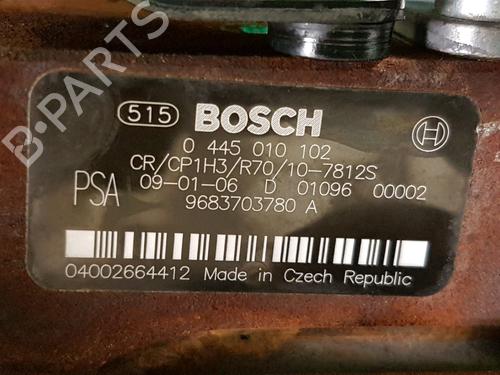 515 BOSCH
0 445 010 102
CR/CP1H3/R70/10-7812S
PSA 09-01-06 D 01096 00002
9683703780 A
04002664412 Made in Czech Republic
B-PARTS